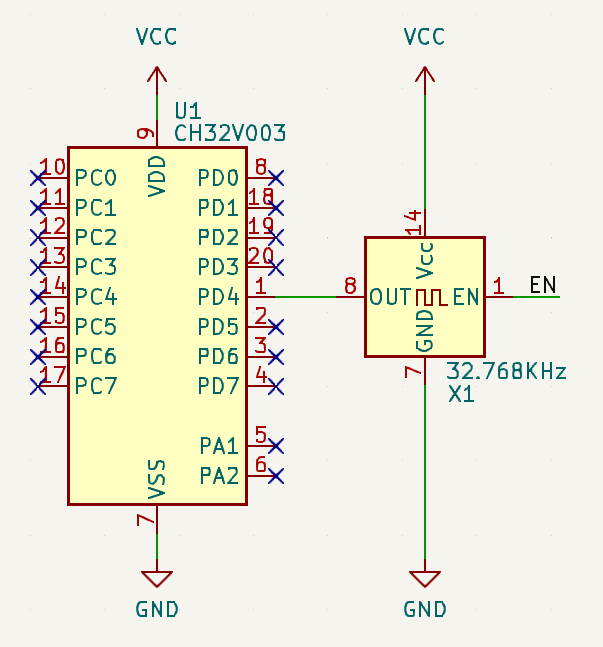 VCC
VCC
U1
CH32V003
9
VDD
10 PC0 PD0 8
11 PC1 PD1 18
12 PC2 PD2 19
13 PC3 PD3 20
14 PC4 PD4 1
15 PC5 PD5 2
16 PC6 PD6 3
17 PC7 PD7 4
PA1 5
PA2 6
VSS
7
GND
14
Vcc
8 OUT EN 1 EN
GND
7
32.768KHz
X1
GND